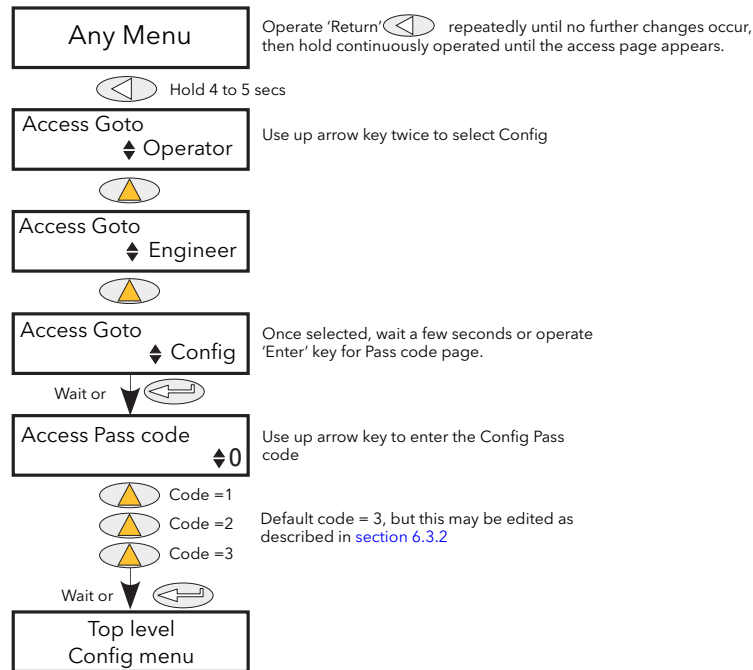 Any Menu
Operate ‘Return’ repeatedly until no further changes occur,
then hold continuously operated until the access page appears.
Hold 4 to 5 secs
Access Goto
Operator
Use up arrow key twice to select Config
Access Goto
Engineer
Access Goto
Config
Once selected, wait a few seconds or operate
‘Enter’ key for Pass code page.
Wait or
Access Pass code
0
Use up arrow key to enter the Config Pass
code
Code =1
Code =2
Code =3
Default code = 3, but this may be edited as
described in section 6.3.2
Wait or
Top level
Config menu